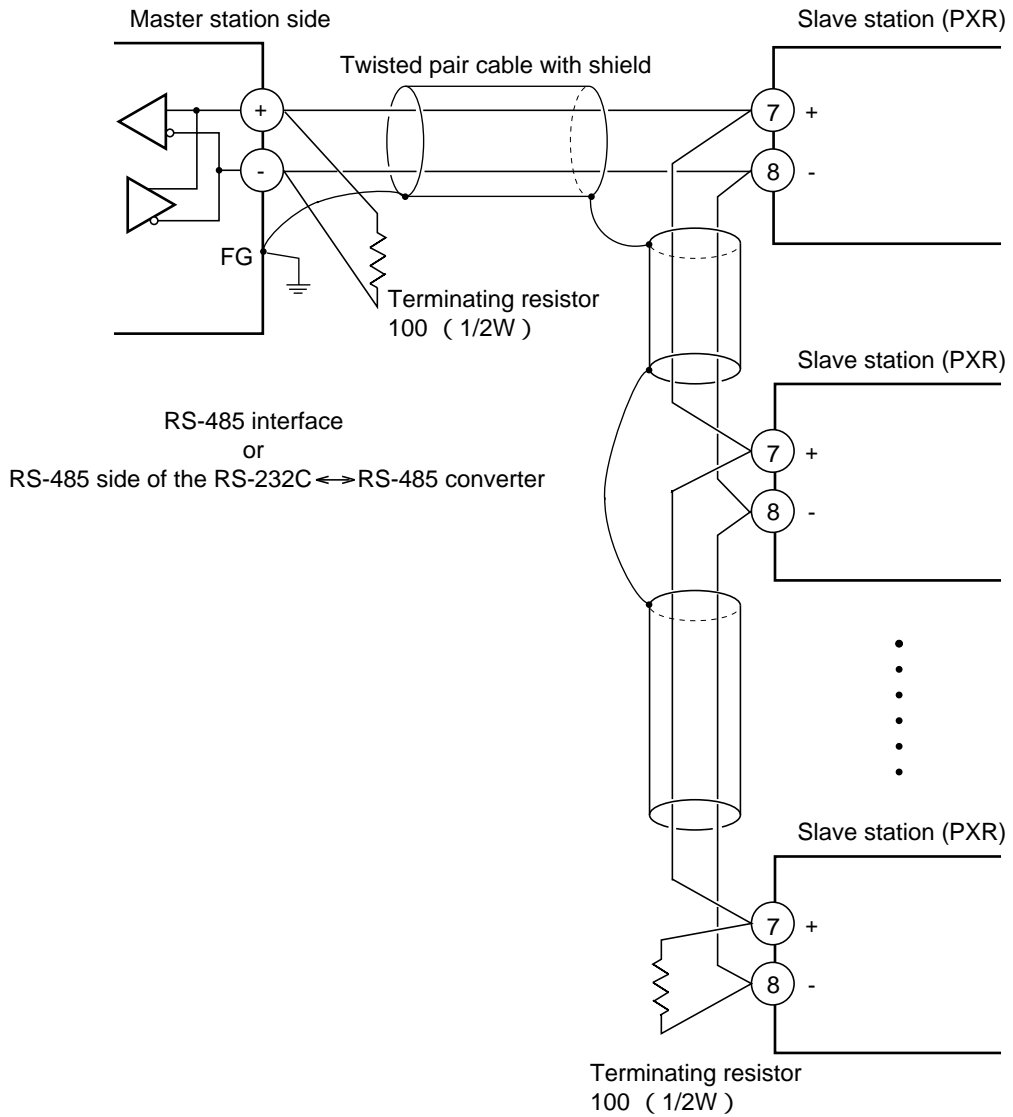 Master station side
Slave station (PXR)
Twisted pair cable with shield
+
7 +
-
8 -
FG
Terminating resistor
100 ( 1/2W )
Slave station (PXR)
RS-485 interface
or
RS-485 side of the RS-232C ↔ RS-485 converter
7 +
8 -
Slave station (PXR)
7 +
8 -
Terminating resistor
100 ( 1/2W )